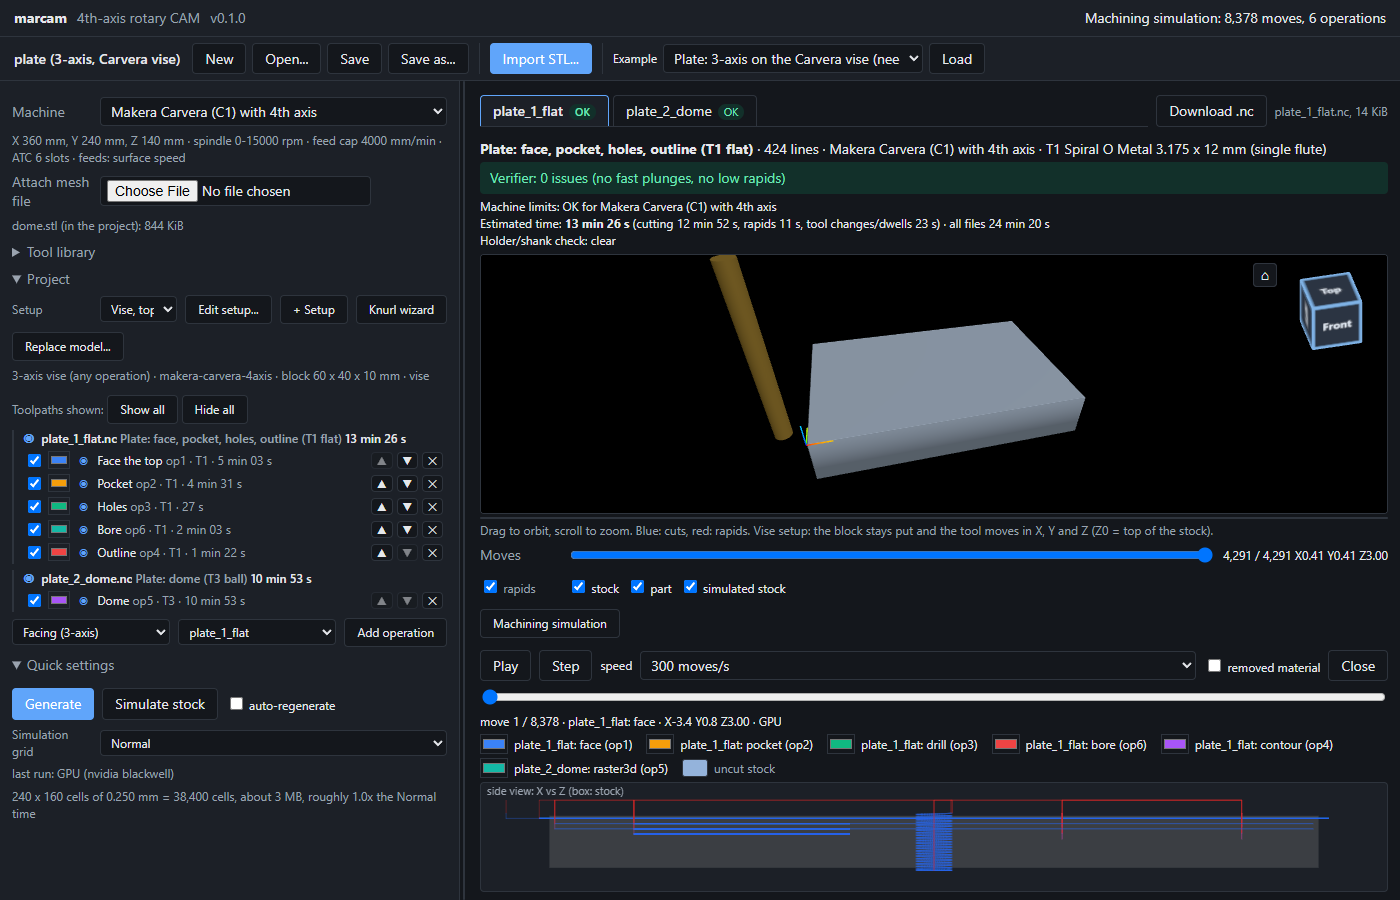 marcam 4th-axis rotary CAM v0.1.0
Machining simulation: 8,378 moves, 6 operations
plate (3-axis, Carvera vise) New Open... Save Save as... Import STL... Example Plate: 3-axis on the Carvera vise (nee Load
Machine Makera Carvera (C1) with 4th axis
X 360 mm, Y 240 mm, Z 140 mm · spindle 0-15000 rpm · feed cap 4000 mm/min ·
ATC 6 slots · feeds: surface speed
Attach mesh file Choose File No file chosen
dome.stl (in the project): 844 KiB
Tool library
Project
Setup Vise, top Edit setup... + Setup Knurl wizard
Replace model...
3-axis vise (any operation) · makera-carvera-4axis · block 60 x 40 x 10 mm · vise
Toolpaths shown: Show all Hide all
plate_1_flat.nc Plate: face, pocket, holes, outline (T1 flat) 13 min 26 s
Face the top op1 · T1 · 5 min 03 s
Pocket op2 · T1 · 4 min 31 s
Holes op3 · T1 · 27 s
Bore op6 · T1 · 2 min 03 s
Outline op4 · T1 · 1 min 22 s
plate_2_dome.nc Plate: dome (T3 ball) 10 min 53 s
Dome op5 · T3 · 10 min 53 s
Facing (3-axis) plate_1_flat Add operation
Quick settings
Generate Simulate stock auto-regenerate
Simulation grid Normal
last run: GPU (nvidia blackwell)
240 x 160 cells of 0.250 mm = 38,400 cells, about 3 MB, roughly 1.0x the Normal
time
plate_1_flat OK plate_2_dome OK Download .nc plate_1_flat.nc, 14 KiB
Plate: face, pocket, holes, outline (T1 flat) · 424 lines · Makera Carvera (C1) with 4th axis · T1 Spiral O Metal 3.175 x 12 mm (single flute)
Verifier: 0 issues (no fast plunges, no low rapids)
Machine limits: OK for Makera Carvera (C1) with 4th axis
Estimated time: 13 min 26 s (cutting 12 min 52 s, rapids 11 s, tool changes/dwells 23 s) · all files 24 min 20 s
Holder/shank check: clear
Top
Front
Drag to orbit, scroll to zoom. Blue: cuts, red: rapids. Vise setup: the block stays put and the tool moves in X, Y and Z (Z0 = top of the stock).
Moves 4,291 / 4,291 X0.41 Y0.41 Z3.00
rapids stock part simulated stock
Machining simulation
Play Step speed 300 moves/s removed material Close
move 1 / 8,378 · plate_1_flat: face · X-3.4 Y0.8 Z3.00 · GPU
plate_1_flat: face (op1) plate_1_flat: pocket (op2) plate_1_flat: drill (op3) plate_1_flat: bore (op6) plate_1_flat: contour (op4)
plate_2_dome: raster3d (op5) uncut stock
side view: X vs Z (box: stock)